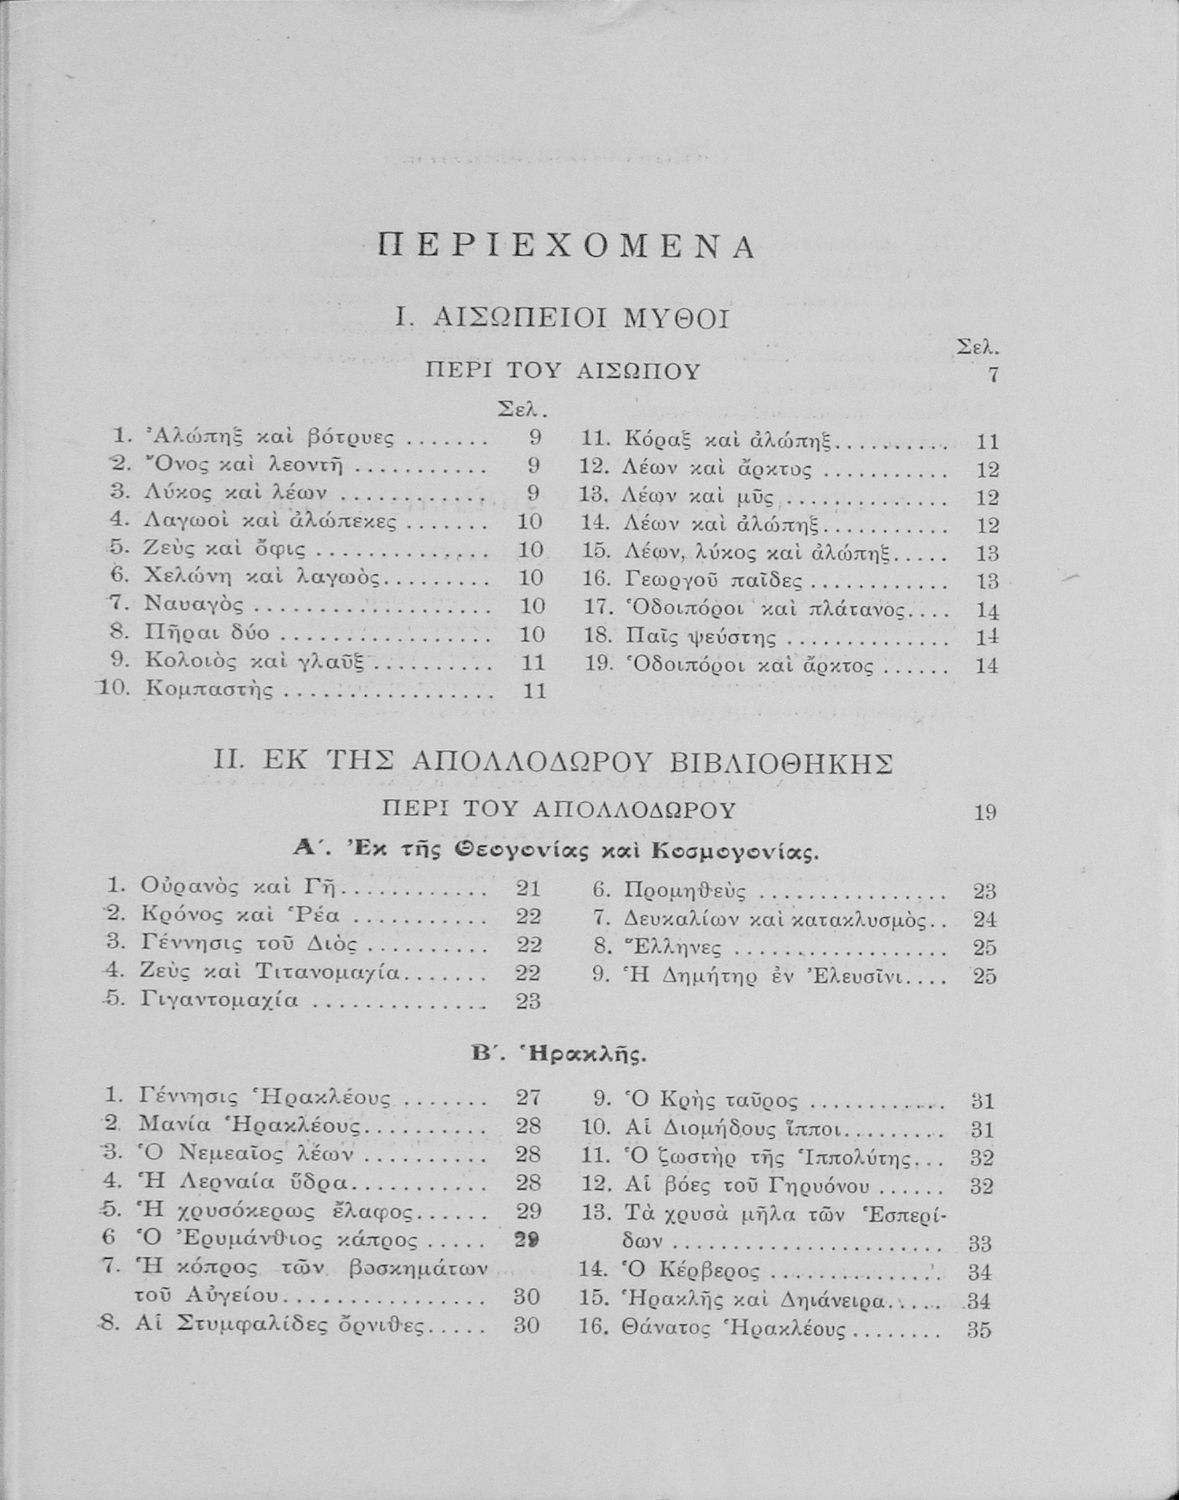 ΠΕΡΙΕΧΟΜΕΝΑ
Ι. ΑΙΣΩΠΕΙΟΙ ΜΥΘΟΙ
Σελ.
ΠΕΡΙ ΤΟΥ ΑΙΣΩΠΟΥ 7
Σελ.
1. Ἀλώπηξ καὶ βότρυες ....... 9
2. Ὄνος καὶ λεοντῆ ........... 9
3. Λύκος καὶ λέων ............ 9
4. Λαγωοὶ καὶ ἀλώπεκες ....... 10
5. Ζεὺς καὶ ὄφις .............. 10
6. Χελώνη καὶ λαγωὸς......... 10
7. Ναυαγὸς ................... 10
8. Πῆραι δύο ................. 10
9. Κολοιὸς καὶ γλαῦξ .......... 11
10. Κομπαστὴς ................. 11
11. Κόραξ καὶ ἀλώπηξ.......... 11
12. Λέων καὶ ἄρκτος ........... 12
13. Λέων καὶ μῦς .............. 12
14. Λέων καὶ ἀλώπηξ........... 12
15. Λέων, λύκος καὶ ἀλώπηξ..... 13
16. Γεωργοῦ παῖδες ............ 13
17. Ὁδοιπόροι καὶ πλάτανος.... 14
18. Παῖς ψεύστης .............. 14
19. Ὁδοιπόροι καὶ ἄρκτος ...... 14
ΙΙ. ΕΚ ΤΗΣ ΑΠΟΛΛΟΔΩΡΟΥ ΒΙΒΛΙΟΘΗΚΗΣ
ΠΕΡΙ ΤΟΥ ΑΠΟΛΛΟΔΩΡΟΥ 19
Α΄. Ἐκ τῆς Θεογονίας καὶ Κοσμογονίας.
1. Οὐρανὸς καὶ Γῆ............ 21
2. Κρόνος καὶ Ῥέα ........... 22
3. Γέννησις τοῦ Διὸς .......... 22
4. Ζεὺς καὶ Τιτανομαχία....... 22
5. Γιγαντομαχία .............. 23
6. Προμηθεὺς ............... 23
7. Δευκαλίων καὶ κατακλυσμὸς.. 24
8. Ἕλληνες ................. 25
9. Ἡ Δημήτηρ ἐν Ἐλευσῖνι.... 25
Β΄. Ἡρακλῆς.
1. Γέννησις Ἡρακλέους ....... 27
2 Μανία Ἡρακλέους.......... 28
3. Ὁ Νεμεαῖος λέων .......... 28
4. Ἡ Λερναία ὕδρα........... 28
5. Ἡ χρυσόκερως ἔλαφος...... 29
6 Ὁ Ἐρυμάνθιος κάπρος ..... 29
7. Ἡ κόπρος τῶν βοσκημάτων
τοῦ Αὐγείου................ 30
8. Αἱ Στυμφαλίδες ὄρνιθες..... 30
9. Ὁ Κρὴς ταῦρος ........... 31
10. Αἱ Διομήδους ἵπποι........ 31
11. Ὁ ζωστὴρ τῆς Ἱππολύτης... 32
12. Αἱ βόες τοῦ Γηρυόνου ...... 32
13. Τὰ χρυσὰ μῆλα τῶν Ἑσπερί-
δων ..................... 33
14. Ὁ Κέρβερος .............. 34
15. Ἡρακλῆς καὶ Δηιάνειρα..... 34
16. Θάνατος Ἡρακλέους ........ 35